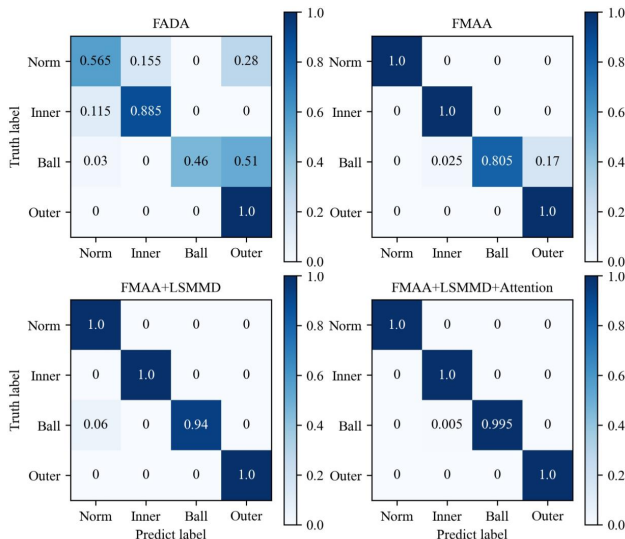 FADA
Truth label
Norm 0.565 0.155 0 0.28
Inner 0.115 0.885 0 0
Ball 0.03 0 0.46 0.51
Outer 0 0 0 1.0
Norm Inner Ball Outer
1.0
0.8
0.6
0.4
0.2
0.0
FMAA
Norm 1.0 0 0 0
Inner 0 1.0 0 0
Ball 0 0.025 0.805 0.17
Outer 0 0 0 1.0
Norm Inner Ball Outer
1.0
0.8
0.6
0.4
0.2
0.0
FMAA+LSMMD
Truth label
Norm 1.0 0 0 0
Inner 0 1.0 0 0
Ball 0.06 0 0.94 0
Outer 0 0 0 1.0
Norm Inner Ball Outer
Predict label
1.0
0.8
0.6
0.4
0.2
0.0
FMAA+LSMMD+Attention
Norm 1.0 0 0 0
Inner 0 1.0 0 0
Ball 0 0.005 0.995 0
Outer 0 0 0 1.0
Norm Inner Ball Outer
Predict label
1.0
0.8
0.6
0.4
0.2
0.0